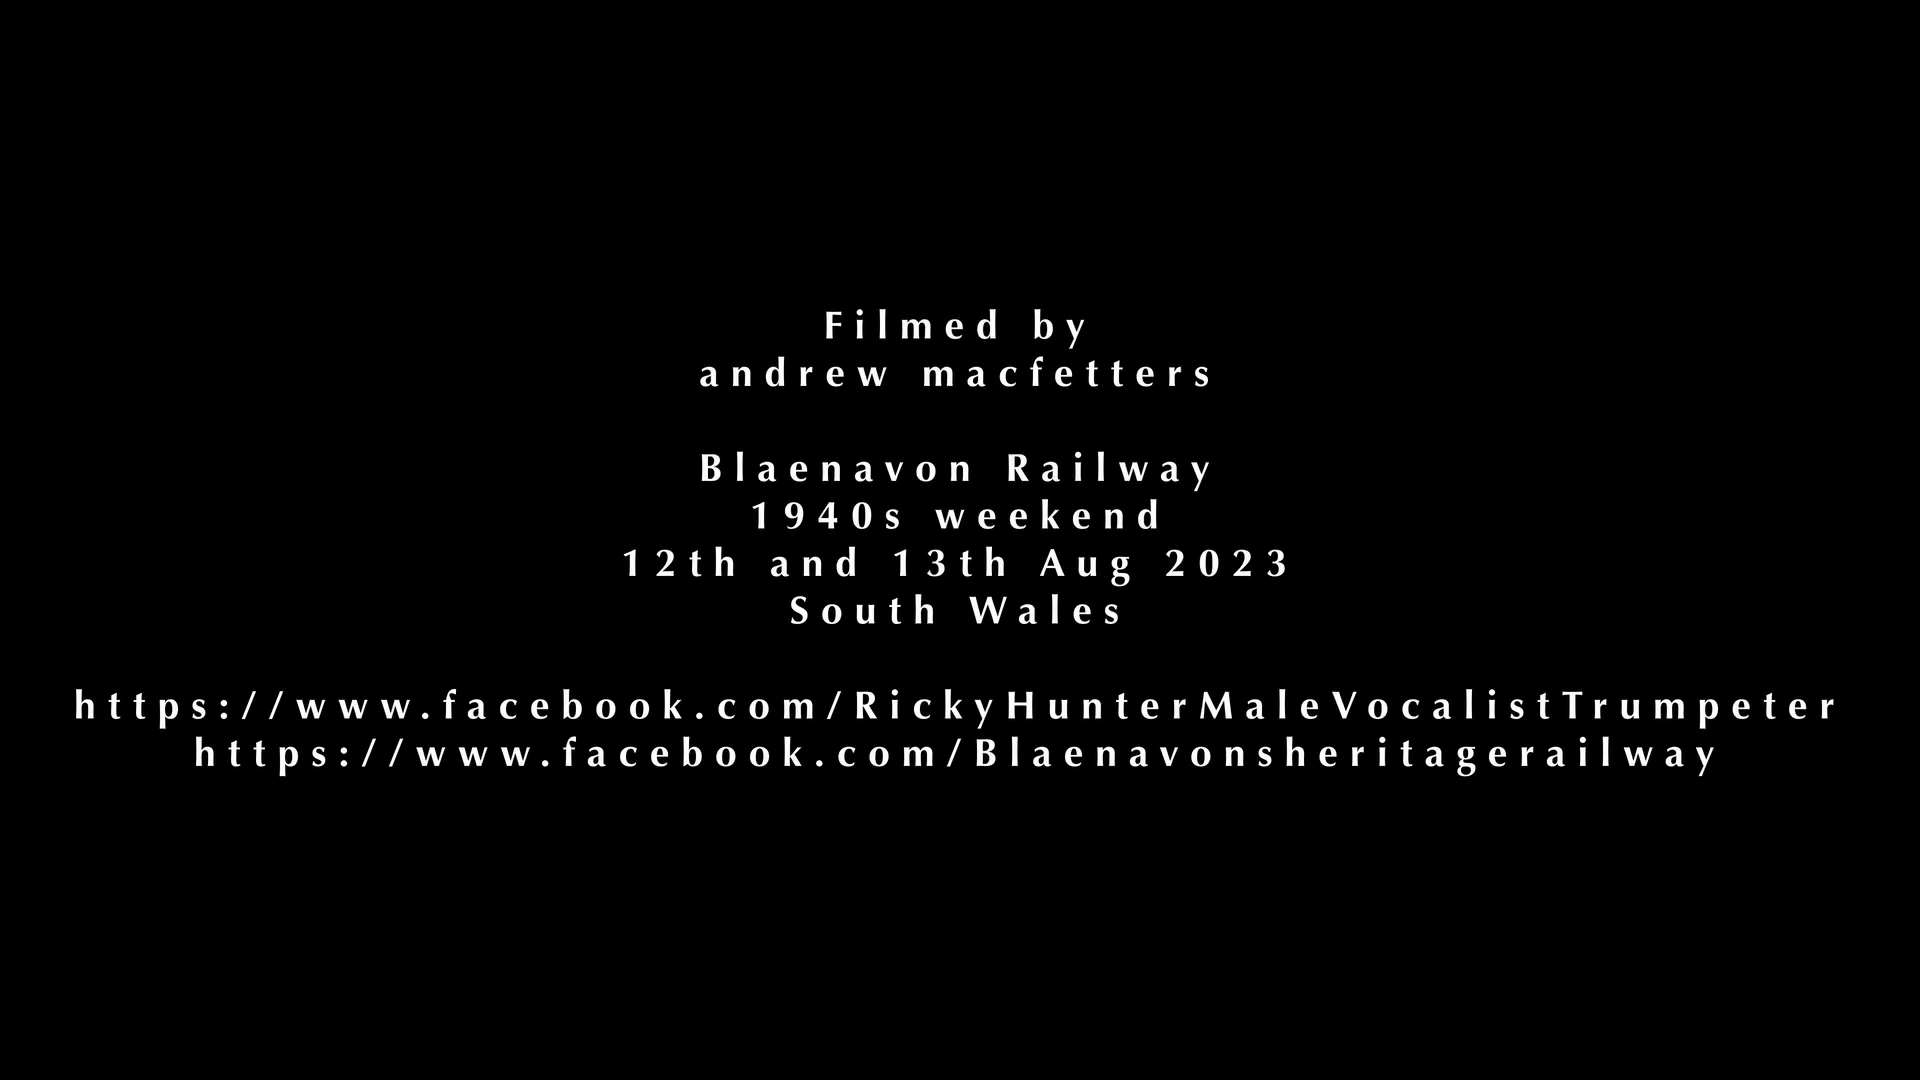 Filmed by
andrew macfetters
Blaenavon Railway
1940s weekend
12th and 13th Aug 2023
South Wales
https://www.facebook.com/RickyHunterMaleVocalistTrumpeter
https://www.facebook.com/Blaenavonsheritagerailway